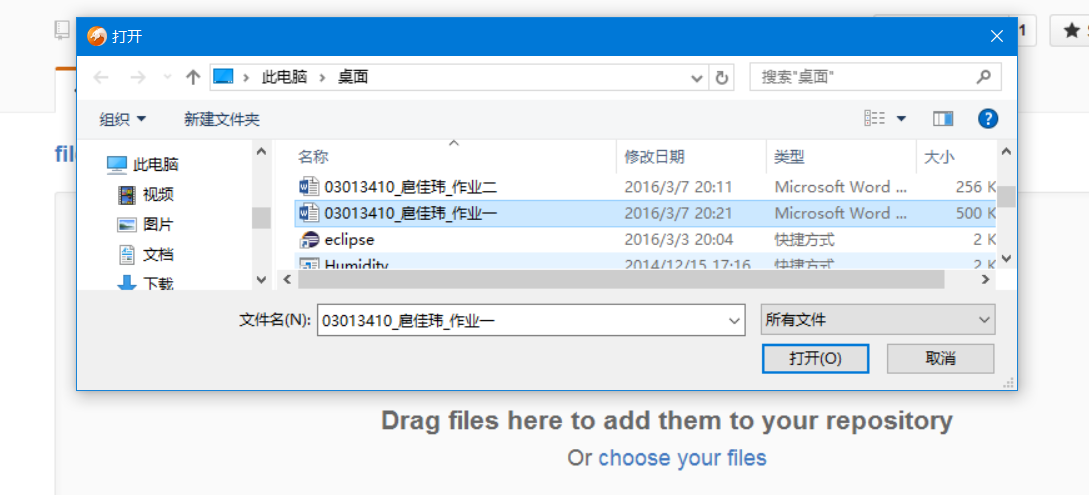 打开
1
此电脑 › 桌面
搜索"桌面"
组织
新建文件夹
?
此电脑
视频
图片
文档
下载
名称 修改日期 类型 大小
03013410_扈佳玮_作业二 2016/3/7 20:11 Microsoft Word ... 256 K
03013410_扈佳玮_作业一 2016/3/7 20:21 Microsoft Word ... 500 K
eclipse 2016/3/3 20:04 快捷方式 2 K
Humidity 2014/12/15 17:16 快捷方式 2 K
文件名(N): 03013410_扈佳玮_作业一
所有文件
打开(O)
取消
Drag files here to add them to your repository
Or choose your files